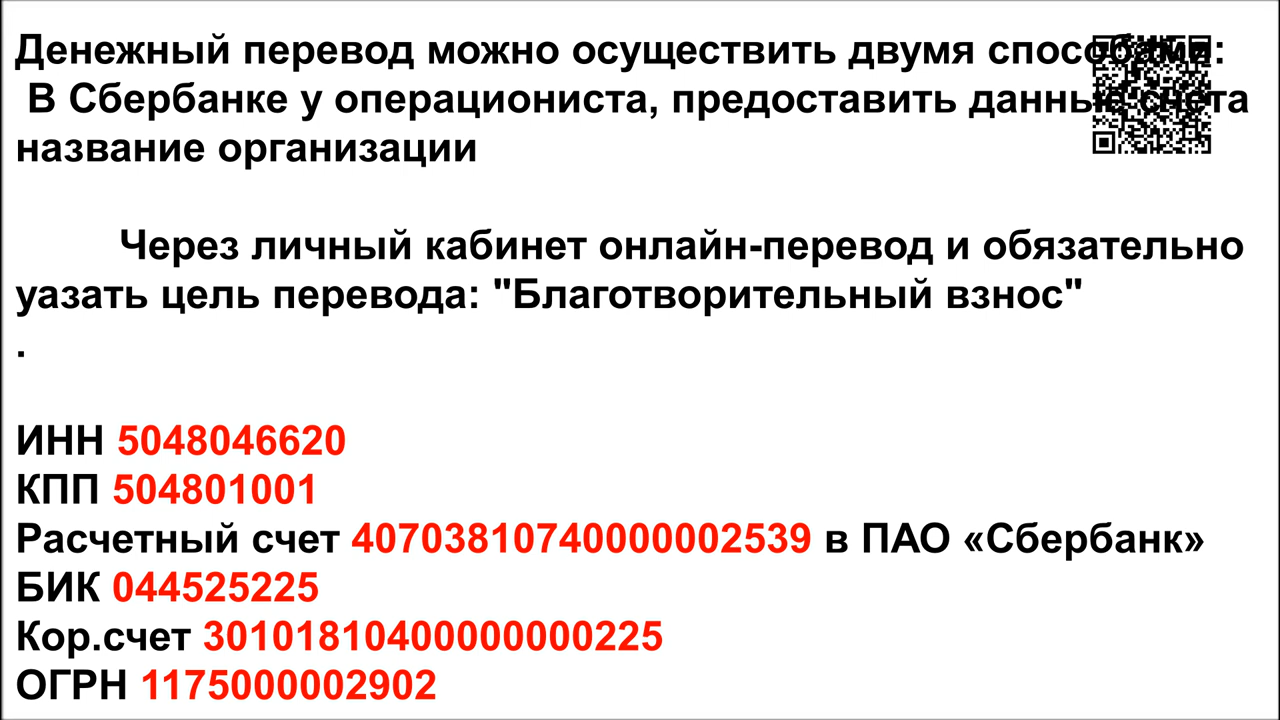 Денежный перевод можно осуществить двумя способами:
В Сбербанке у операциониста, предоставить данные счета
название организации
Через личный кабинет онлайн-перевод и обязательно
уазать цель перевода: "Благотворительный взнос"
.
ИНН 5048046620
КПП 504801001
Расчетный счет 40703810740000002539 в ПАО «Сбербанк»
БИК 044525225
Кор.счет 30101810400000000225
ОГРН 1175000002902